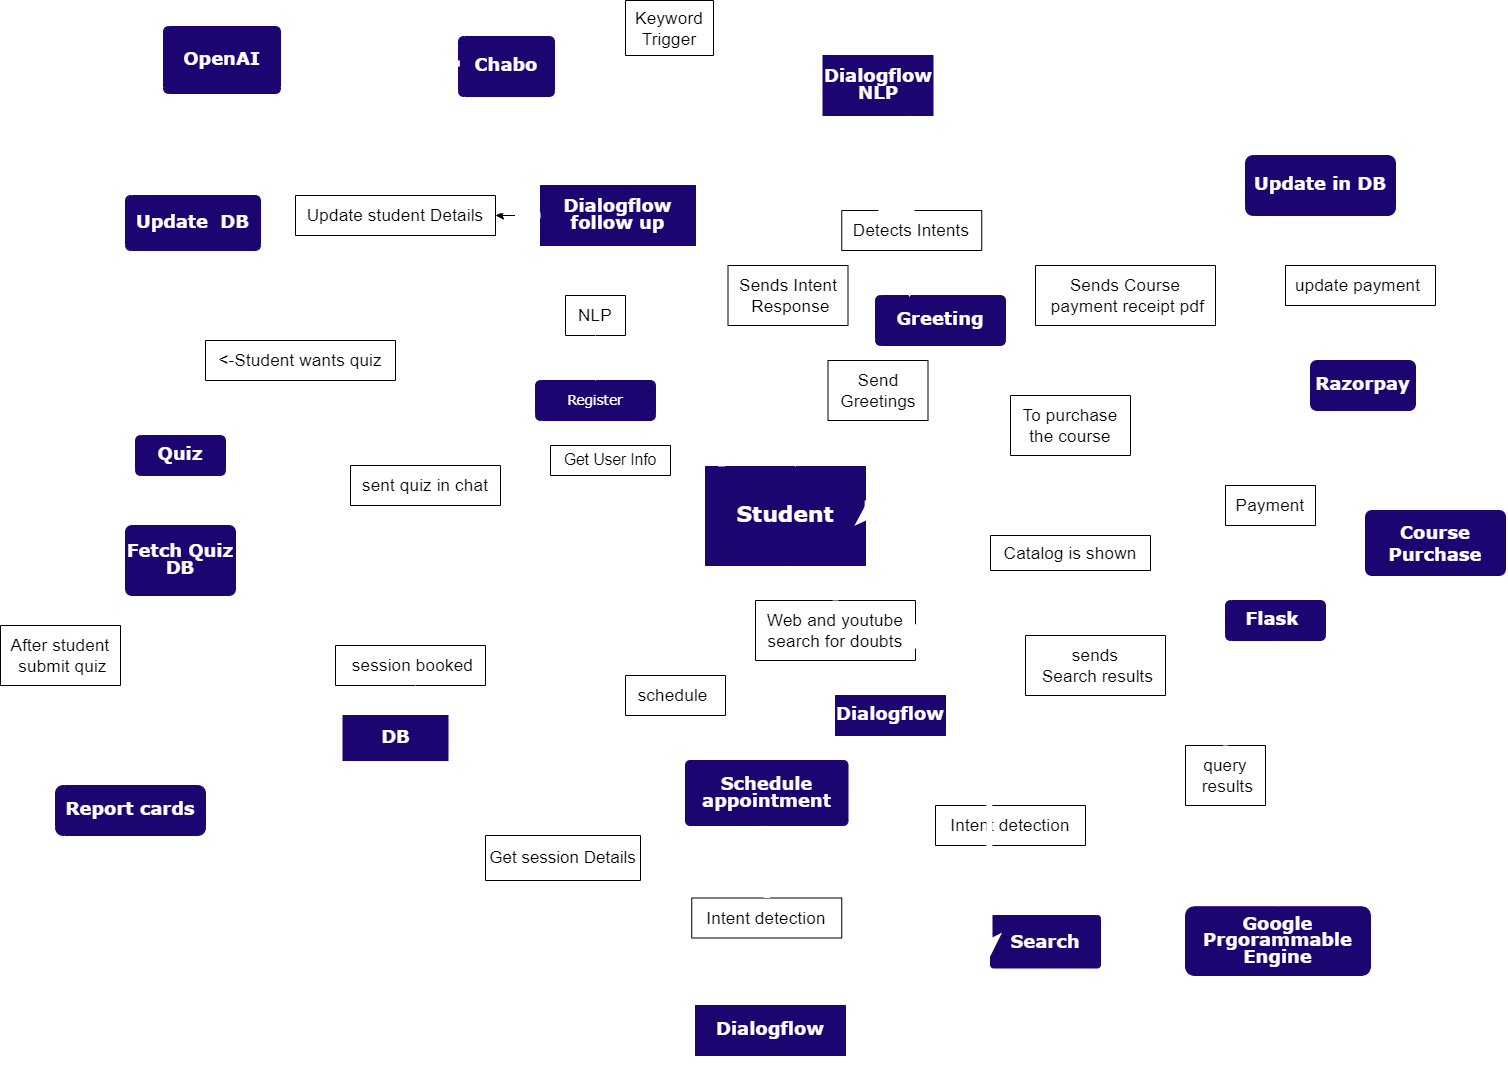 Keyword
Trigger
OpenAI
Chabo
Dialogflow
NLP
Update in DB
Update  DB
Update student Details
Dialogflow
follow up
Detects Intents
Sends Intent
Response
Greeting
Sends Course
payment receipt pdf
update payment
NLP
<-Student wants quiz
Register
Send
Greetings
Razorpay
To purchase
the course
Quiz
Get User Info
sent quiz in chat
Student
Payment
Course
Purchase
Fetch Quiz
DB
Catalog is shown
Web and youtube
search for doubts
Flask
After student
submit quiz
session booked
sends
Search results
schedule
Dialogflow
DB
query
results
Schedule
appointment
Report cards
Intent detection
Get session Details
Intent detection
Search
Google
Prgorammable
Engine
Dialogflow